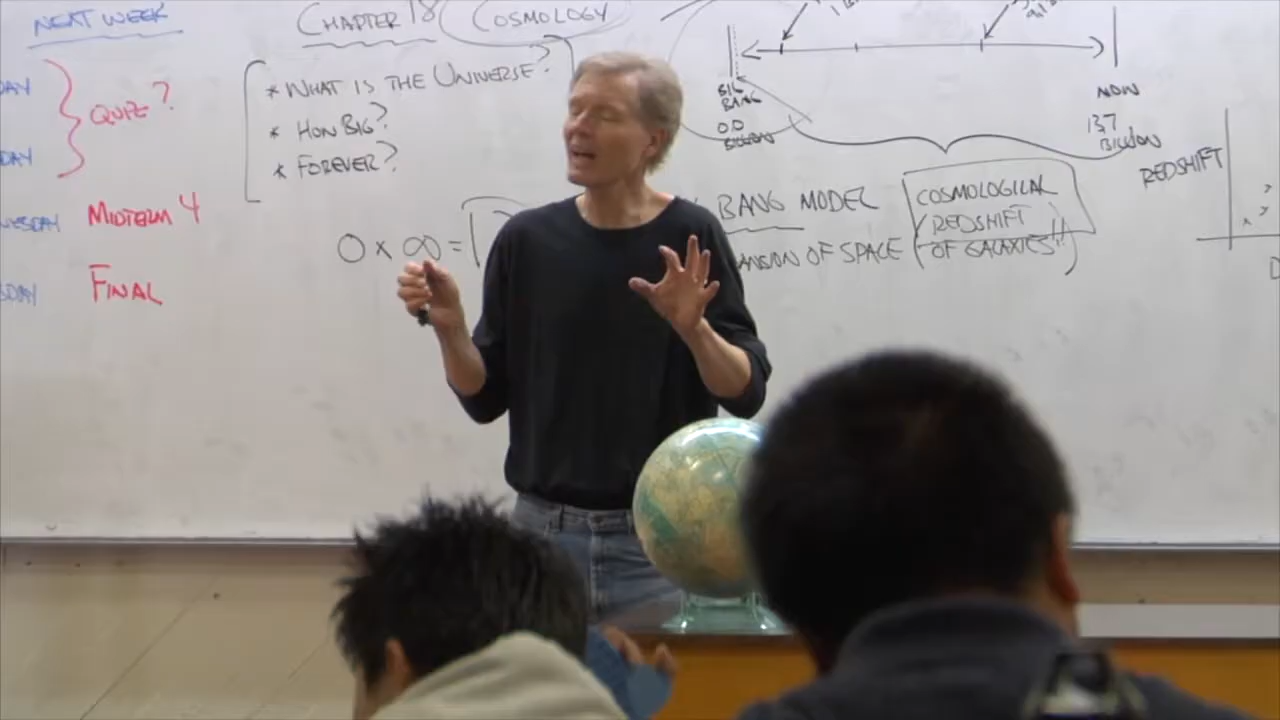 NEXT WEEK
DAY
QUIZ?
DAY
MIDTERM 4
FINAL
CHAPTER 18 COSMOLOGY
* WHAT IS THE UNIVERSE?
* HOW BIG?
* FOREVER?
0 × ∞ =
BIG
BANG
0.0
BILLION
NOW
13.7
BILLION
BANG MODEL
ANSION OF SPACE
COSMOLOGICAL
REDSHIFT
OF GALAXIES!!
REDSHIFT